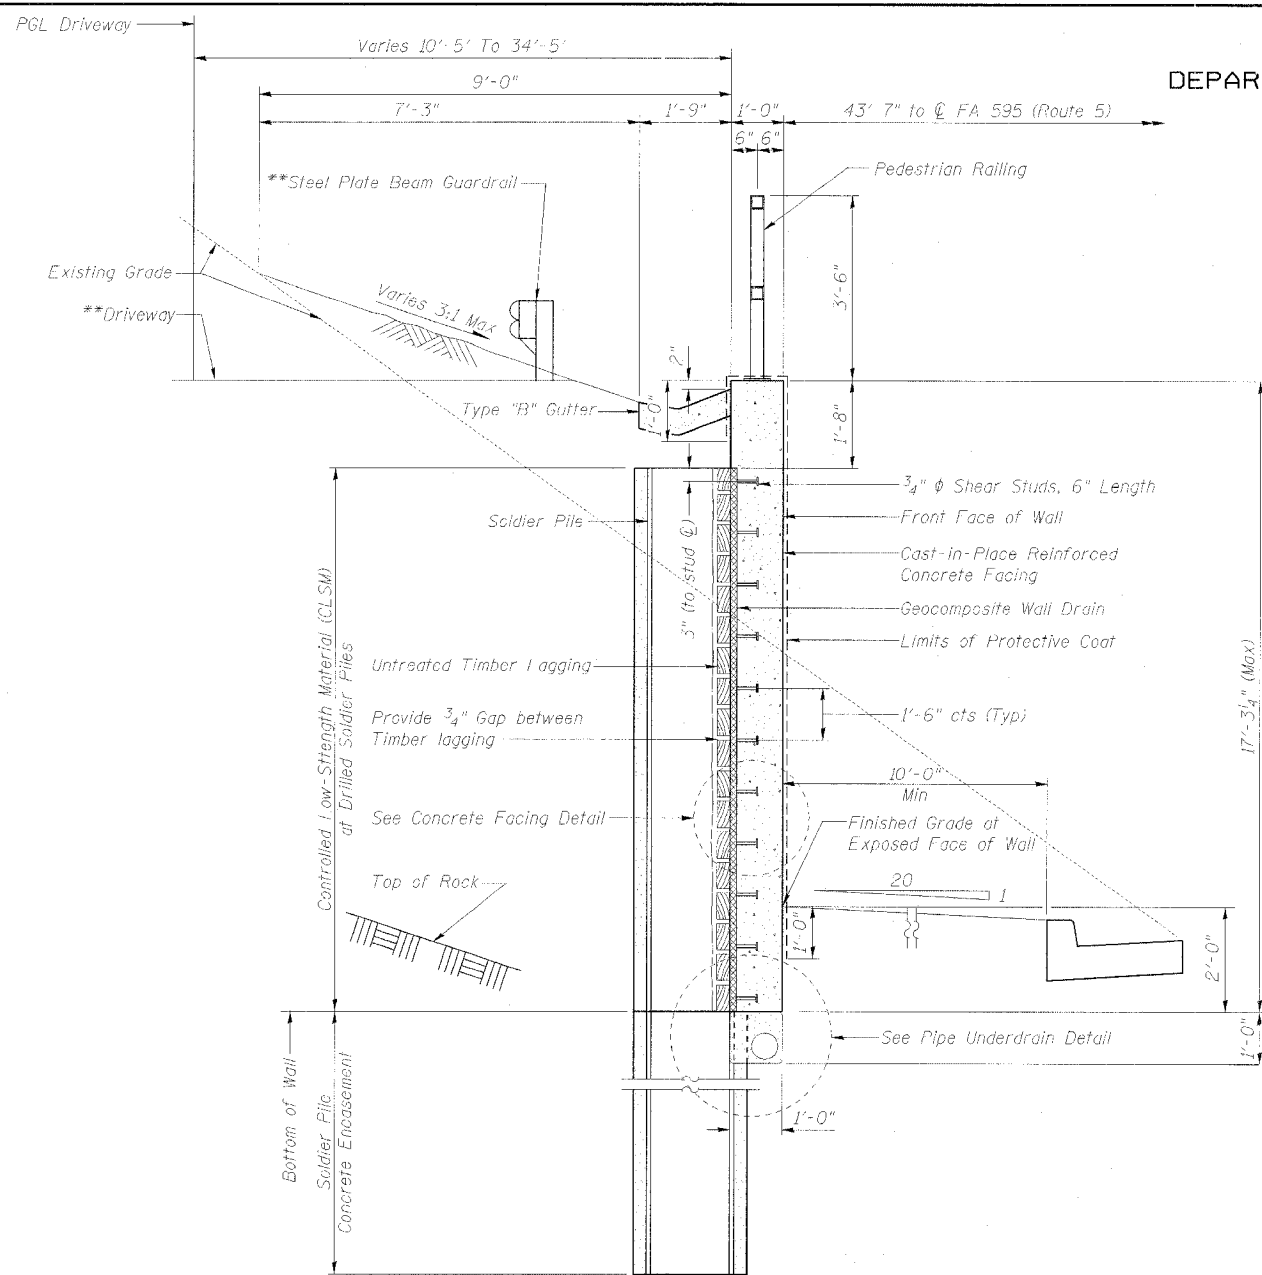 PGL Driveway
Varies 10'-5" To 34'-5"
DEPAR
9'-0"
7'-3"
1'-9"
1'-0"
43' 7" to ℄ FA 595 (Route 5)
6"
6"
Pedestrian Railing
**Steel Plate Beam Guardrail
3'-6"
Existing Grade
Varies 3:1 Max
**Driveway
2"
Type "B" Gutter
1'-0"
1'-8"
3/4" ϕ Shear Studs, 6" Length
Soldier Pile
Front Face of Wall
Cast-in-Place Reinforced
Concrete Facing
3" (to stud ℄)
Geocomposite Wall Drain
Limits of Protective Coat
Controlled Low-Strength Material (CLSM)
at Drilled Soldier Piles
Untreated Timber Lagging
1'-6" cts (Typ)
Provide 3/4" Gap between
Timber lagging
17'-3 1/4" (Max)
10'-0"
Min
See Concrete Facing Detail
Finished Grade at
Exposed Face of Wall
Top of Rock
20
1
1'-0"
2'-0"
See Pipe Underdrain Detail
1'-0"
Bottom of Wall
Soldier Pile
Concrete Encasement
1'-0"